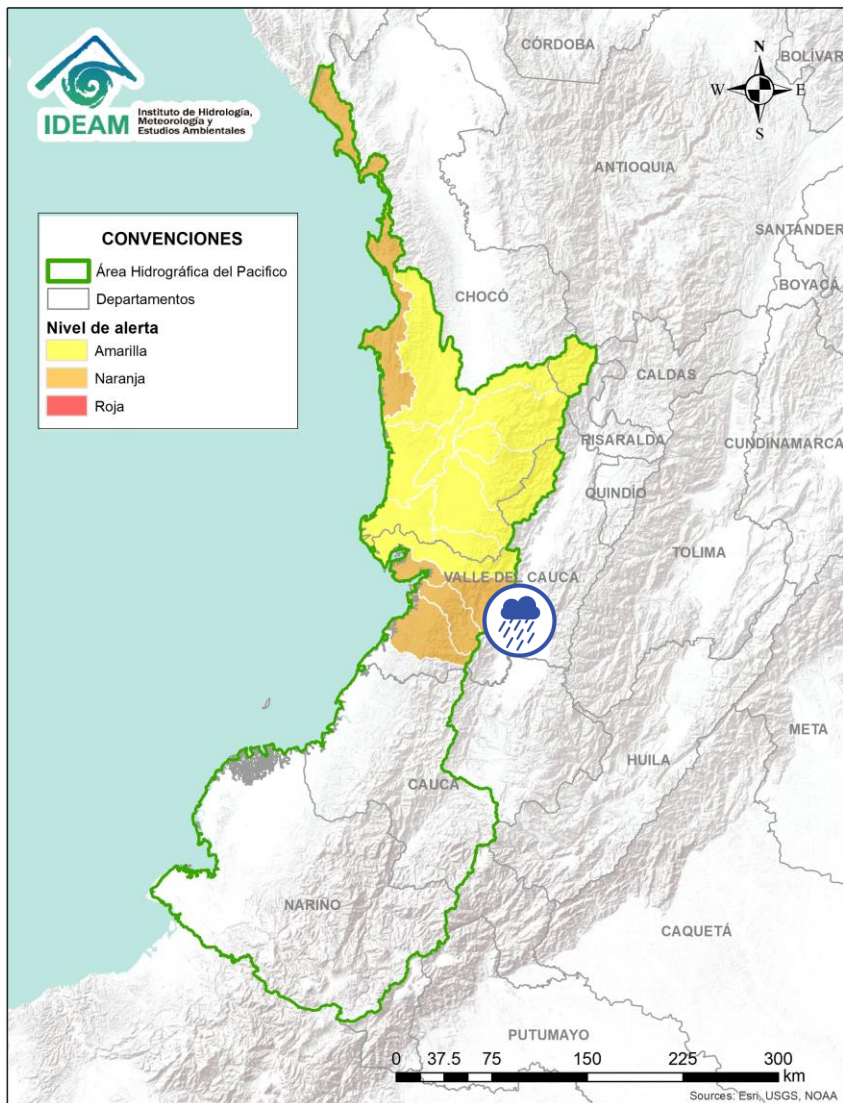 IDEAM
Instituto de Hidrología,
Meteorología y
Estudios Ambientales
CÓRDOBA
BOLÍVAR
N
W E
S
ANTIOQUIA
SANTANDER
BOYACÁ
CONVENCIONES
Área Hidrográfica del Pacifico
Departamentos
Nivel de alerta
Amarilla
Naranja
Roja
CHOCÓ
CALDAS
RISARALDA
CUNDINAMARCA
QUINDÍO
TOLIMA
VALLE DEL CAUCA
META
HUILA
CAUCA
NARIÑO
CAQUETÁ
PUTUMAYO
0 37.5 75 150 225 300
km
Sources: Esri, USGS, NOAA